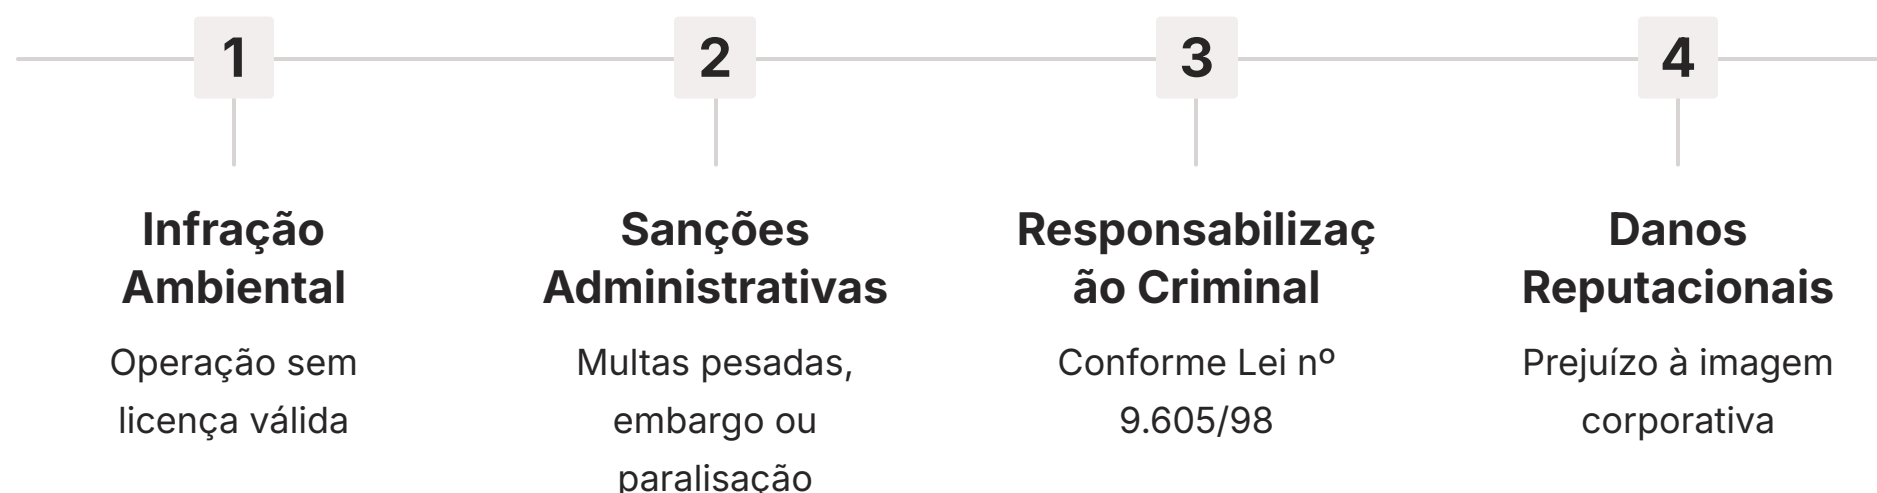 1
Infração
Ambiental
Operação sem
licença válida
2
Sanções
Administrativas
Multas pesadas,
embargo ou
paralisação
3
Responsabilizaç
ão Criminal
Conforme Lei nº
9.605/98
4
Danos
Reputacionais
Prejuízo à imagem
corporativa